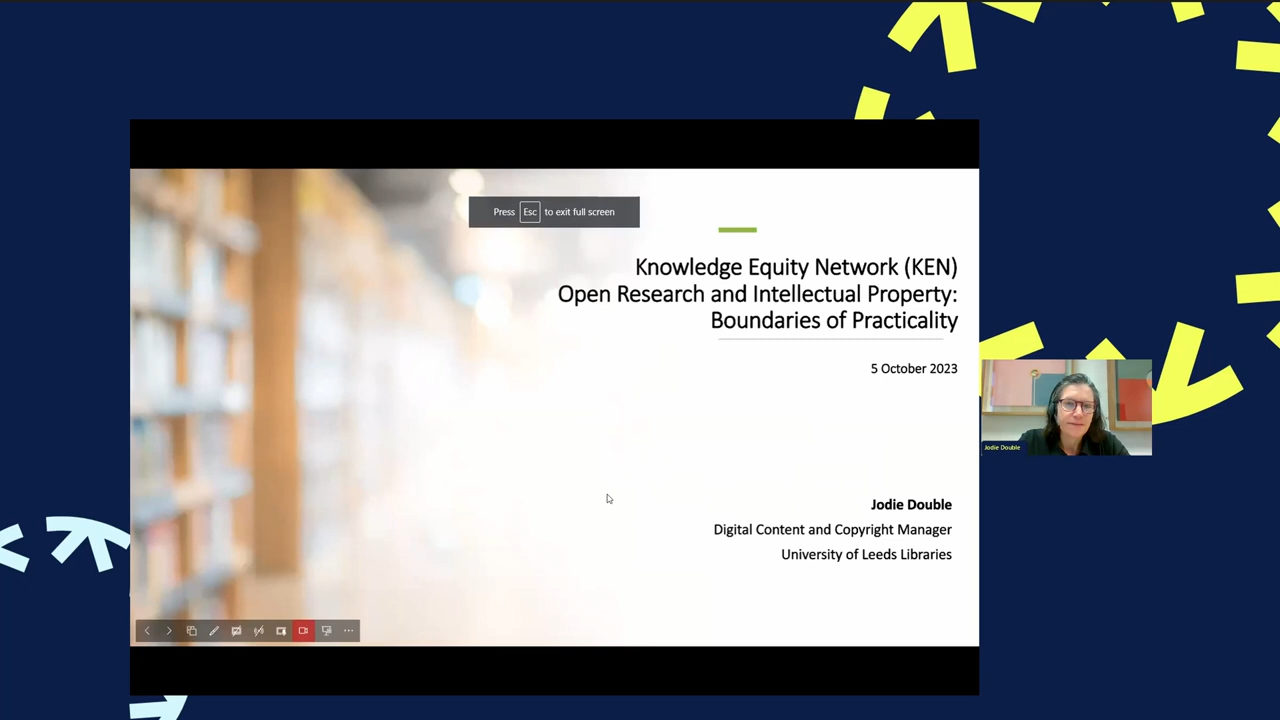 Press Esc to exit full screen
Knowledge Equity Network (KEN)
Open Research and Intellectual Property:
Boundaries of Practicality
5 October 2023
Jodie Double
Jodie Double
Digital Content and Copyright Manager
University of Leeds Libraries